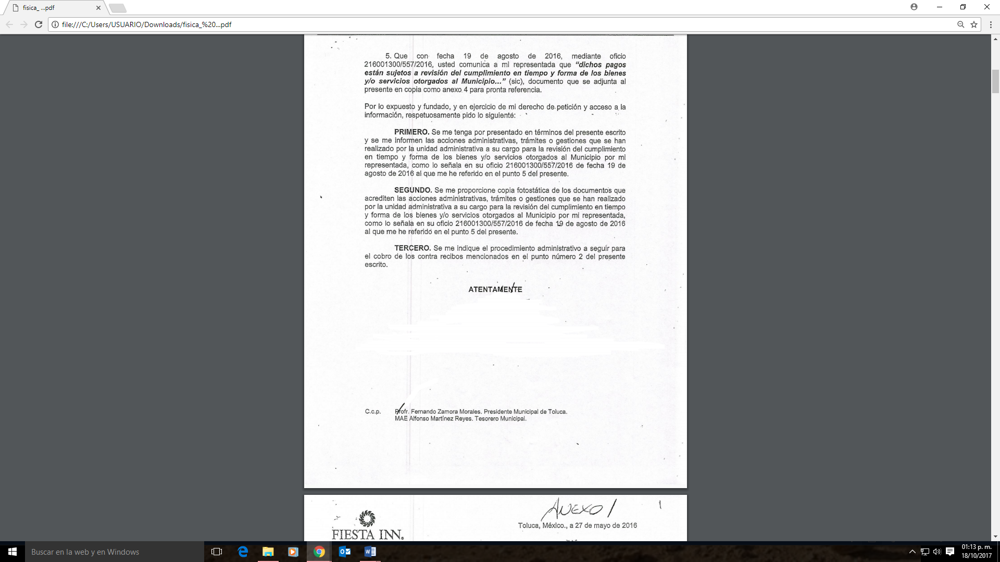 fisica_ ...pdf
file:///C:/Users/USUARIO/Downloads/fisica_%20...pdf
5. Que con fecha 19 de agosto de 2016, mediante oficio
216001300/557/2016, usted comunica a mi representada que “dichos pagos
están sujetos a revisión del cumplimiento en tiempo y forma de los bienes
y/o servicios otorgados al Municipio...” (sic), documento que se adjunta al
presente en copia como anexo 4 para pronta referencia.
Por lo expuesto y fundado, y en ejercicio de mi derecho de petición y acceso a la
información, respetuosamente pido lo siguiente:
PRIMERO. Se me tenga por presentado en términos del presente escrito
y se me informen las acciones administrativas, trámites o gestiones que se han
realizado por la unidad administrativa a su cargo para la revisión del cumplimiento
en tiempo y forma de los bienes y/o servicios otorgados al Municipio por mi
representada, como lo señala en su oficio 216001300/557/2016 de fecha 19 de
agosto de 2016 al que me he referido en el punto 5 del presente.
SEGUNDO. Se me proporcione copia fotostática de los documentos que
acrediten las acciones administrativas, trámites o gestiones que se han realizado
por la unidad administrativa a su cargo para la revisión del cumplimiento en tiempo
y forma de los bienes y/o servicios otorgados al Municipio por mi representada,
como lo señala en su oficio 216001300/557/2016 de fecha 19 de agosto de 2016
al que me he referido en el punto 5 del presente.
TERCERO. Se me indique el procedimiento administrativo a seguir para
el cobro de los contra recibos mencionados en el punto número 2 del presente
escrito.
ATENTAMENTE
C.c.p. Profr. Fernando Zamora Morales. Presidente Municipal de Toluca.
MAE Alfonso Martínez Reyes. Tesorero Municipal.
ANEXO 1
1
Toluca, México., a 27 de mayo de 2016
FIESTA INN.
Buscar en la web y en Windows
01:13 p. m.
18/10/2017